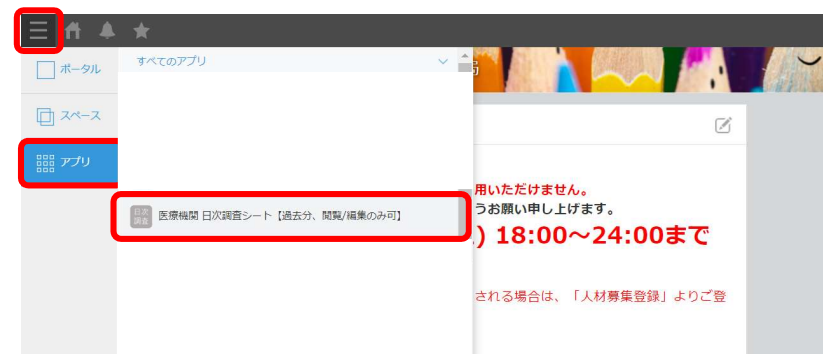 ポータル
すべてのアプリ
局
スペース
アプリ
日次
調査
医療機関 日次調査シート【過去分、閲覧/編集のみ可】
用いただけません。
うお願い申し上げます。
) 18:00～24:00まで
される場合は、「人材募集登録」よりご登